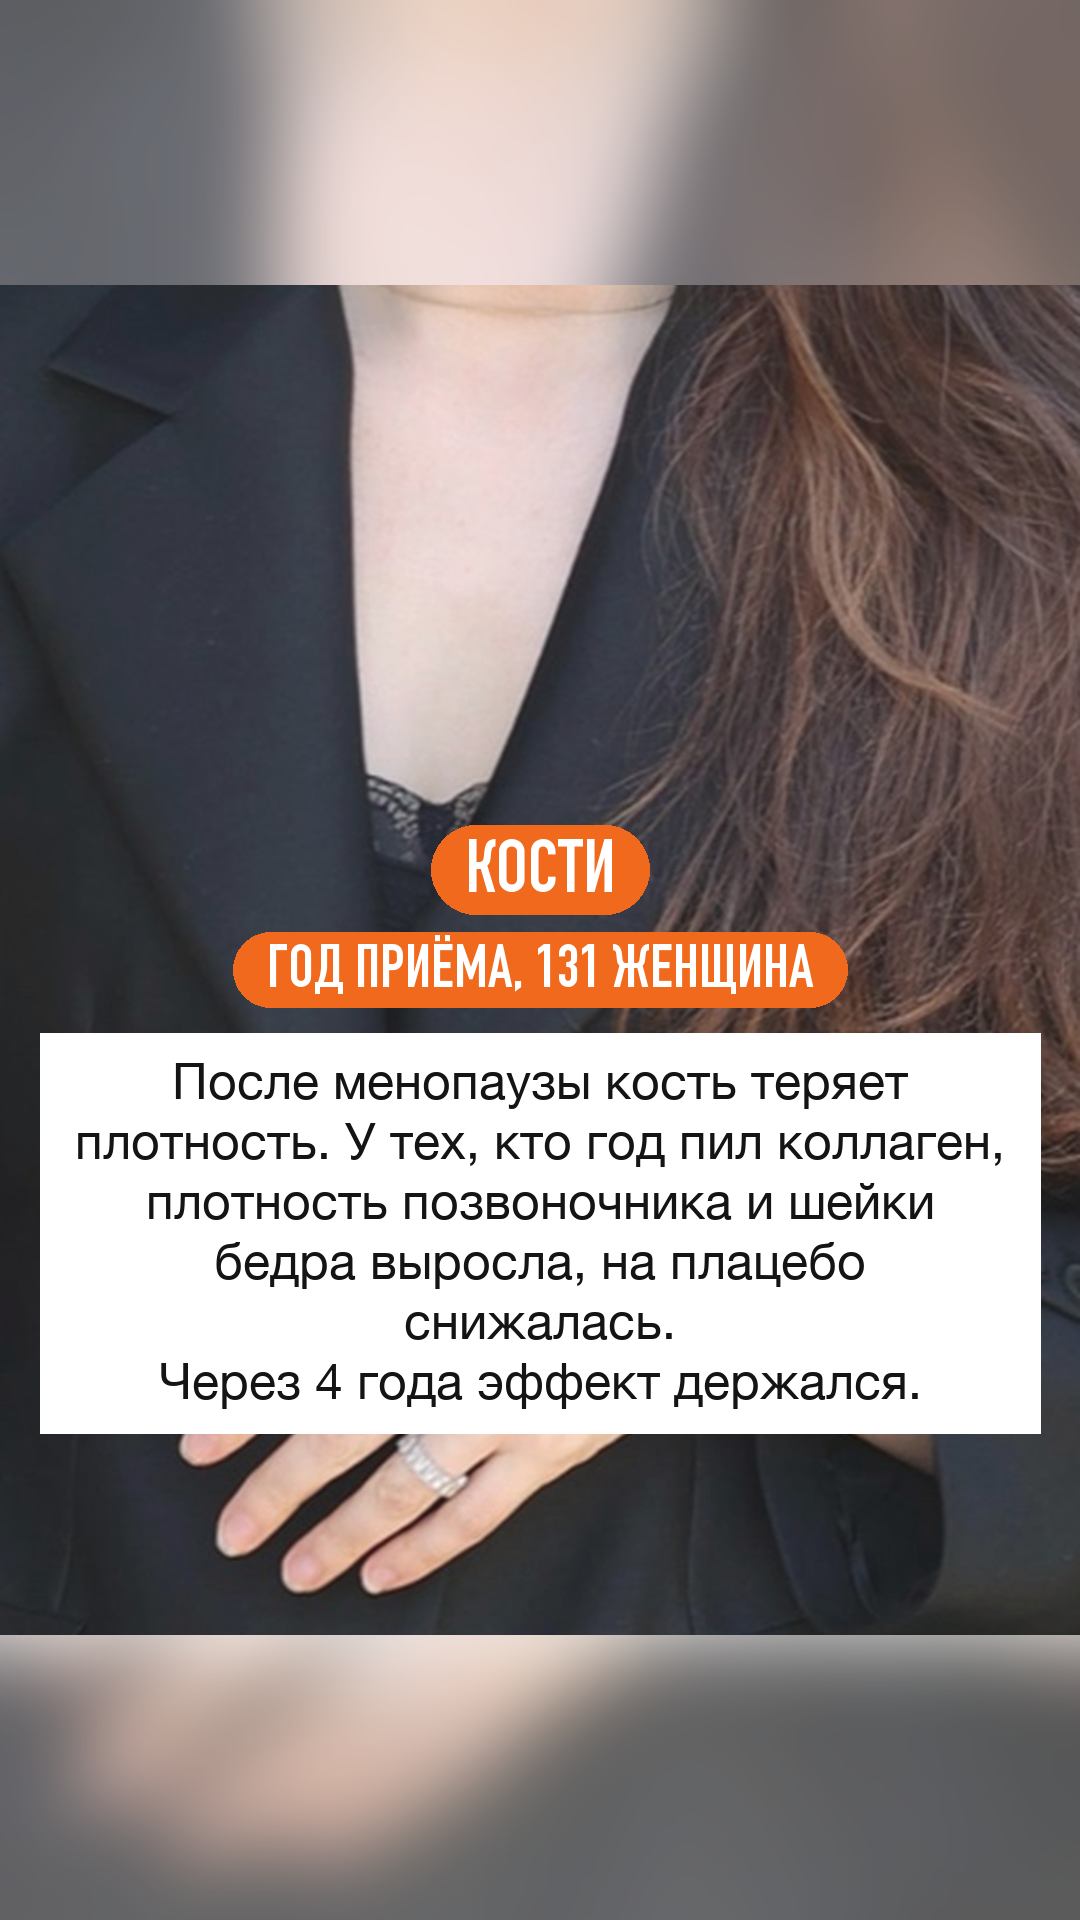 КОСТИ
ГОД ПРИЁМА, 131 ЖЕНЩИНА
После менопаузы кость теряет
плотность. У тех, кто год пил коллаген,
плотность позвоночника и шейки
бедра выросла, на плацебо
снижалась.
Через 4 года эффект держался.